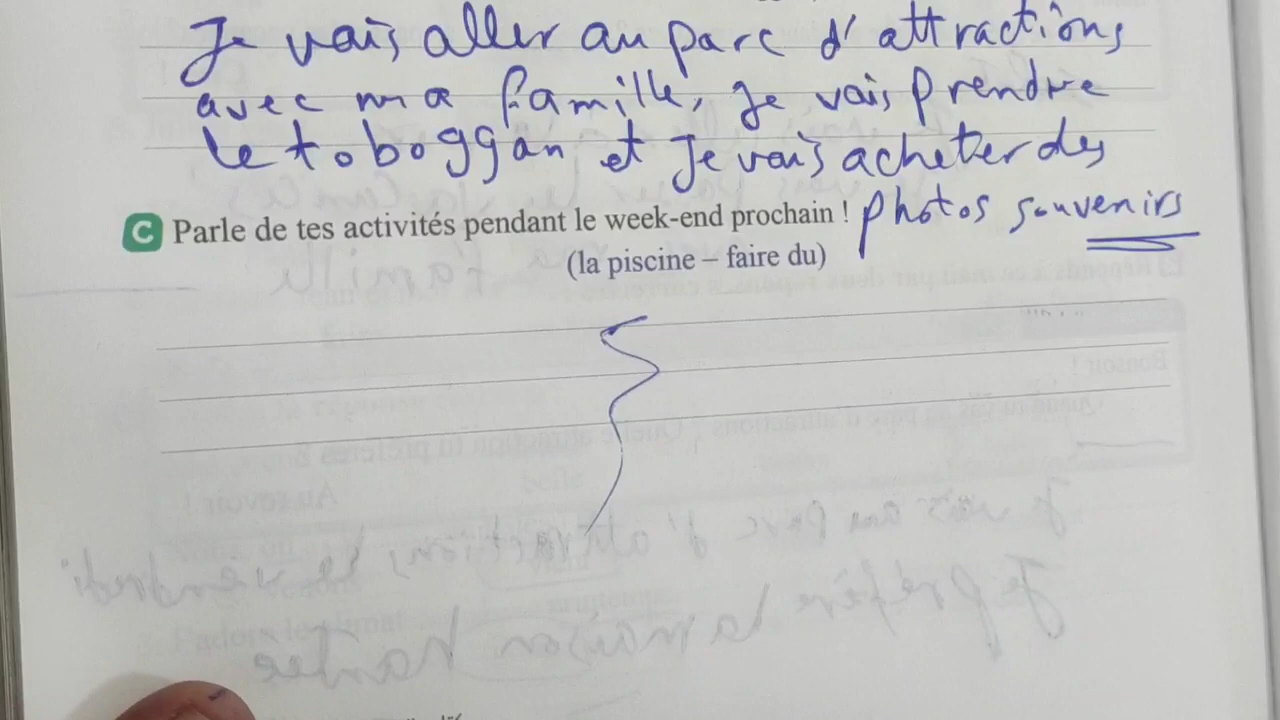 Je vais aller au parc d'attractions
avec ma famille, je vais prendre
le toboggan et je vais acheter des
photos souvenirs
C Parle de tes activités pendant le week-end prochain !
(la piscine – faire du)